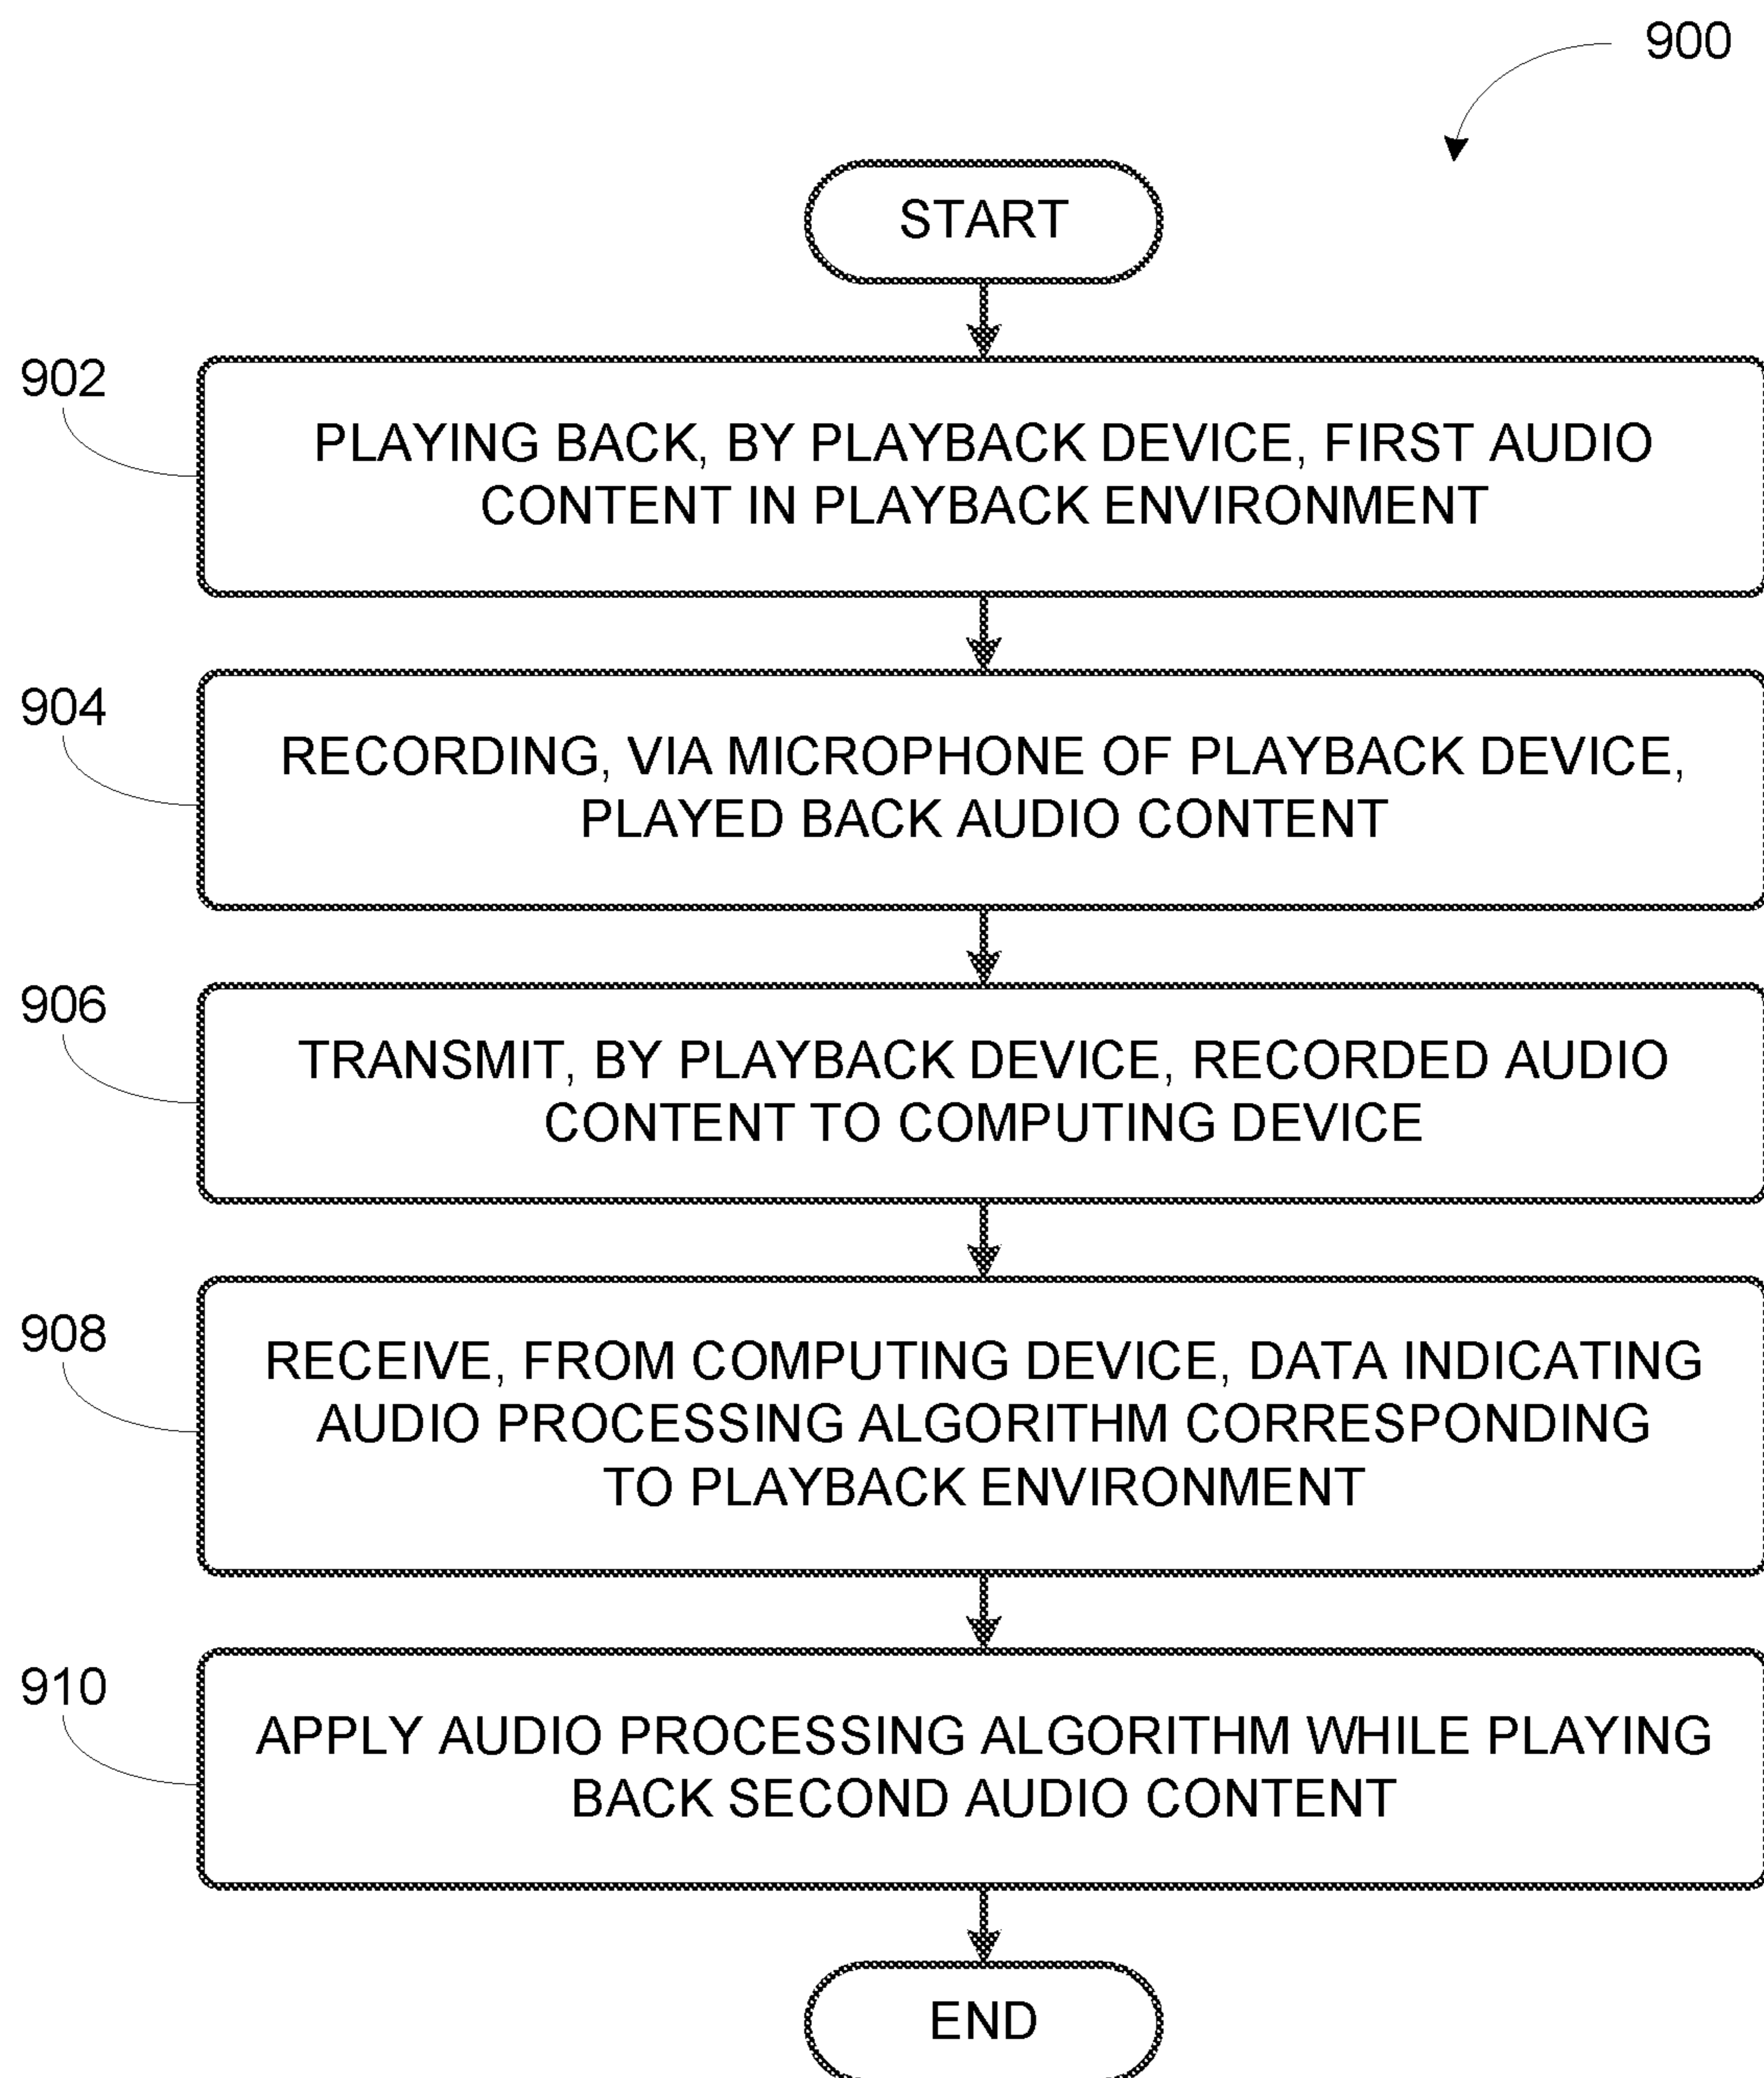 900
START
902
PLAYING BACK, BY PLAYBACK DEVICE, FIRST AUDIO
CONTENT IN PLAYBACK ENVIRONMENT
904
RECORDING, VIA MICROPHONE OF PLAYBACK DEVICE,
PLAYED BACK AUDIO CONTENT
906
TRANSMIT, BY PLAYBACK DEVICE, RECORDED AUDIO
CONTENT TO COMPUTING DEVICE
908
RECEIVE, FROM COMPUTING DEVICE, DATA INDICATING
AUDIO PROCESSING ALGORITHM CORRESPONDING
TO PLAYBACK ENVIRONMENT
910
APPLY AUDIO PROCESSING ALGORITHM WHILE PLAYING
BACK SECOND AUDIO CONTENT
END